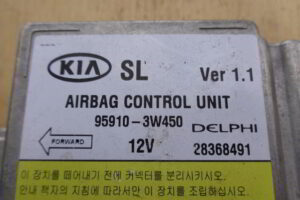 KIA SL Ver 1.1
AIRBAG CONTROL UNIT
95910-3W450 DELPHI
FORWARD 12V 28368491
이 장치를 떼어내기 전에 커넥터를 분리하시오.
안내 책자의 지침에 따라서만 이 장치를 조립하십시오.